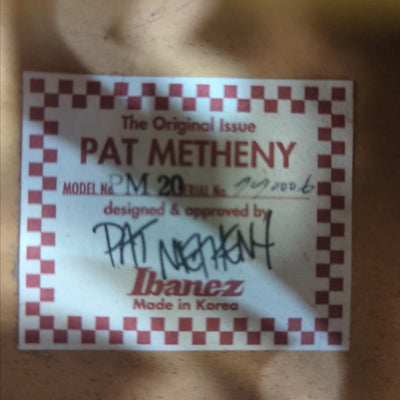 The Original Issue
PAT METHENY
MODEL No. PM 20 SERIAL No.
designed & approved by
PAT METHENY
Ibanez
Made in Korea